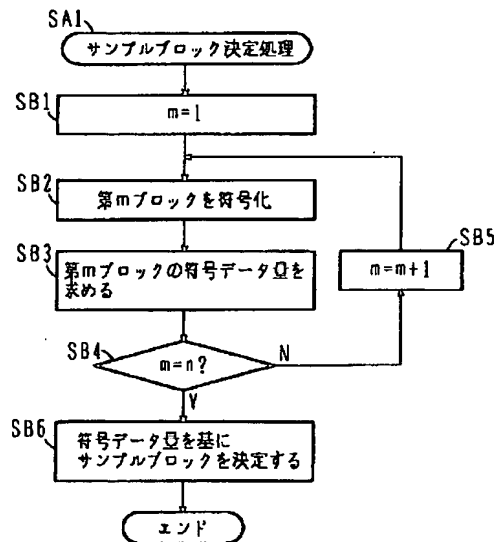 SA1
サンプルブロック決定処理
SB1
m=1
SB2
第mブロックを符号化
SB3
第mブロックの符号データ量を
求める
SB5
m=m+1
SB4
m=n?
N
Y
SB6
符号データ量を基に
サンプルブロックを決定する
エンド